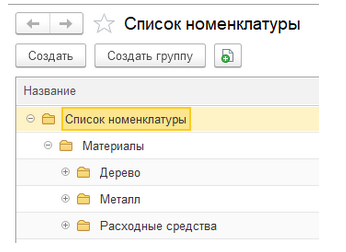 Список номенклатуры
Создать Создать группу
Название
Список номенклатуры
Материалы
Дерево
Металл
Расходные средства